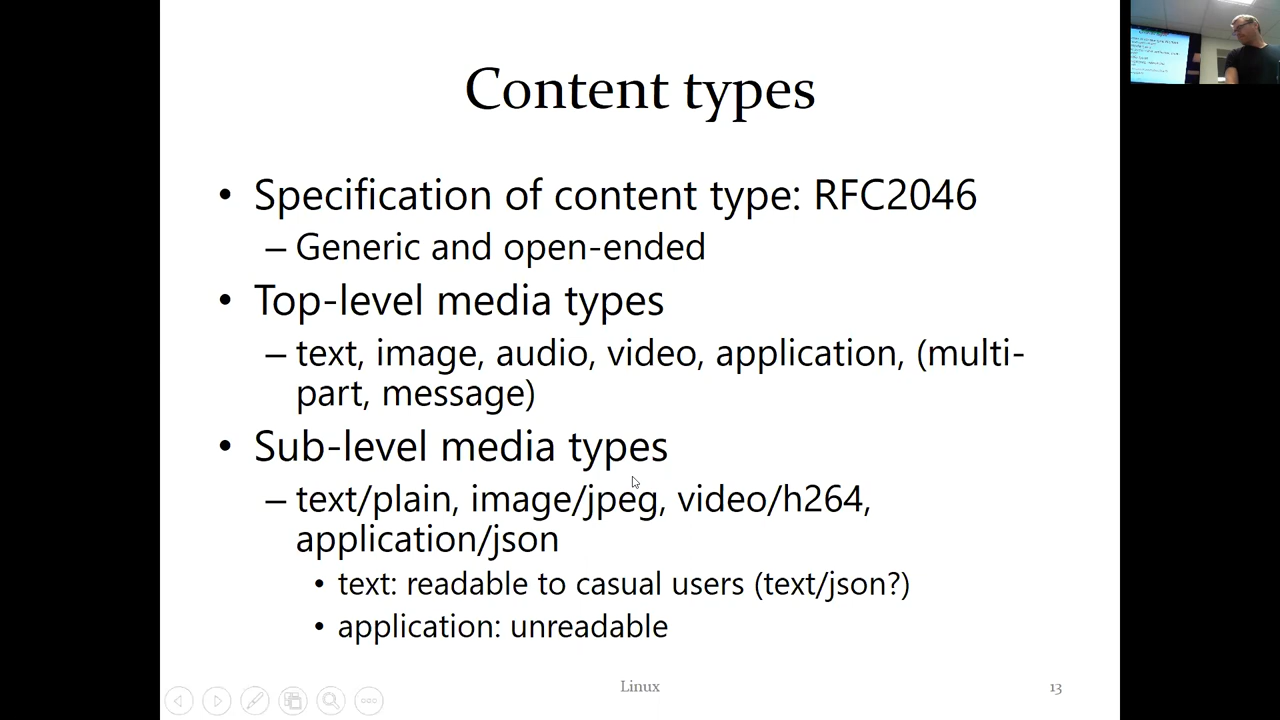 Content types
• Specification of content type: RFC2046
– Generic and open-ended
• Top-level media types
– text, image, audio, video, application, (multi-
part, message)
• Sub-level media types
– text/plain, image/jpeg, video/h264,
application/json
• text: readable to casual users (text/json?)
• application: unreadable
Linux
13